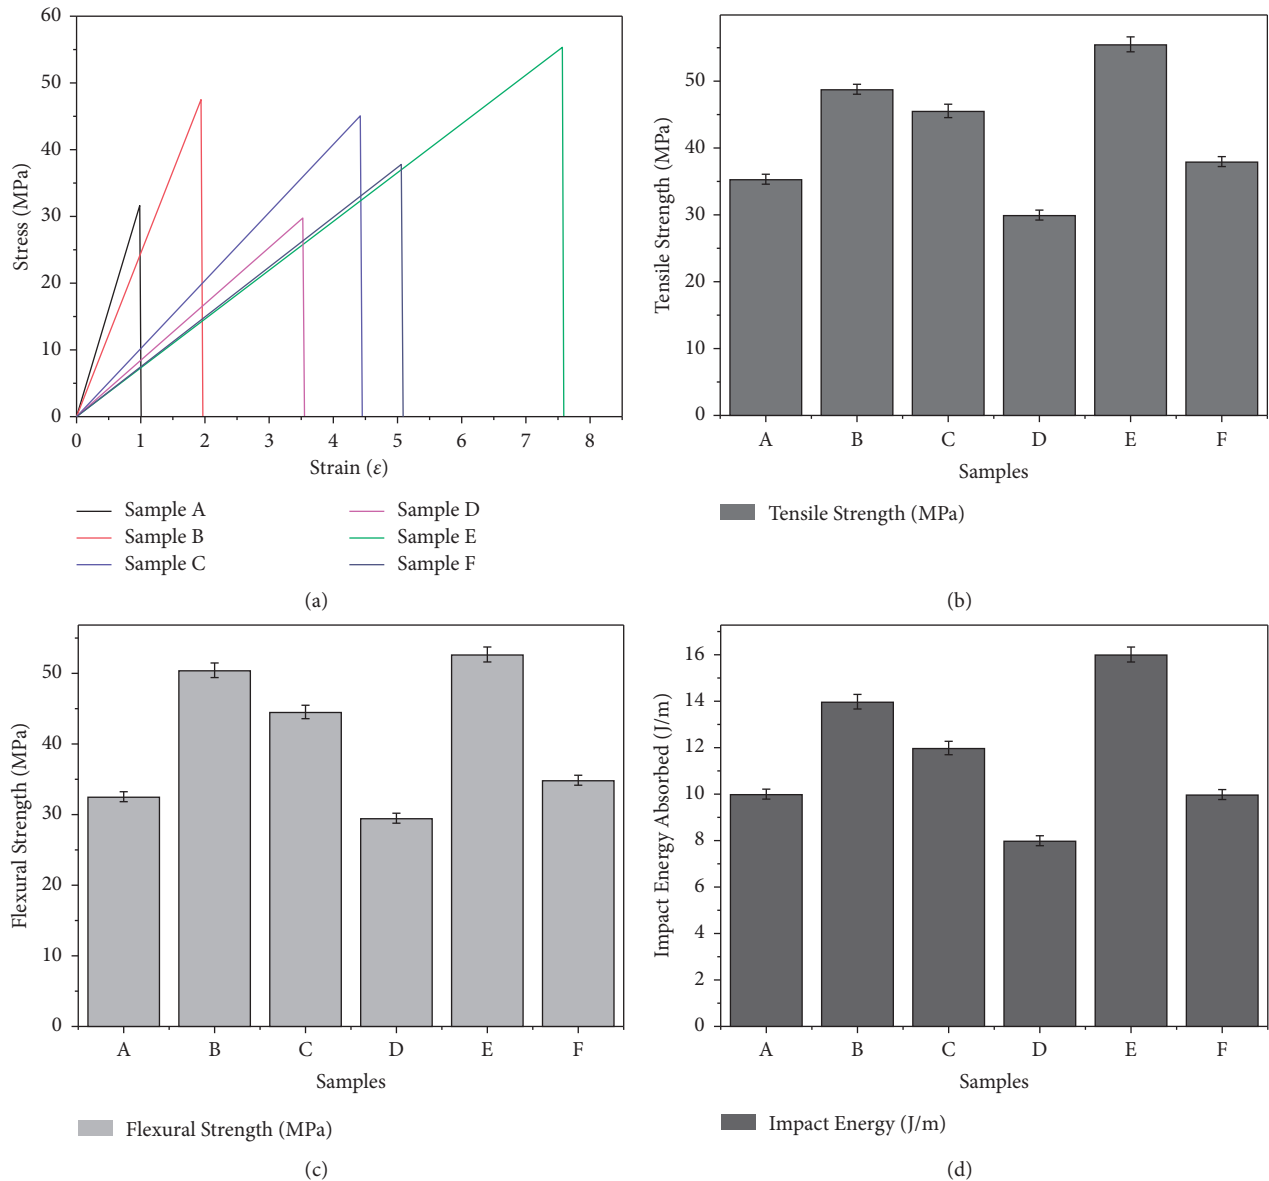 60
50
40
30
20
10
0
Stress (MPa)
0 1 2 3 4 5 6 7 8
Strain (ε)
Sample A
Sample B
Sample C
Sample D
Sample E
Sample F
(a)
50
40
30
20
10
0
Tensile Strength (MPa)
A B C D E F
Samples
Tensile Strength (MPa)
(b)
50
40
30
20
10
0
Flexural Strength (MPa)
A B C D E F
Samples
Flexural Strength (MPa)
(c)
16
14
12
10
8
6
4
2
0
Impact Energy Absorbed (J/m)
A B C D E F
Samples
Impact Energy (J/m)
(d)